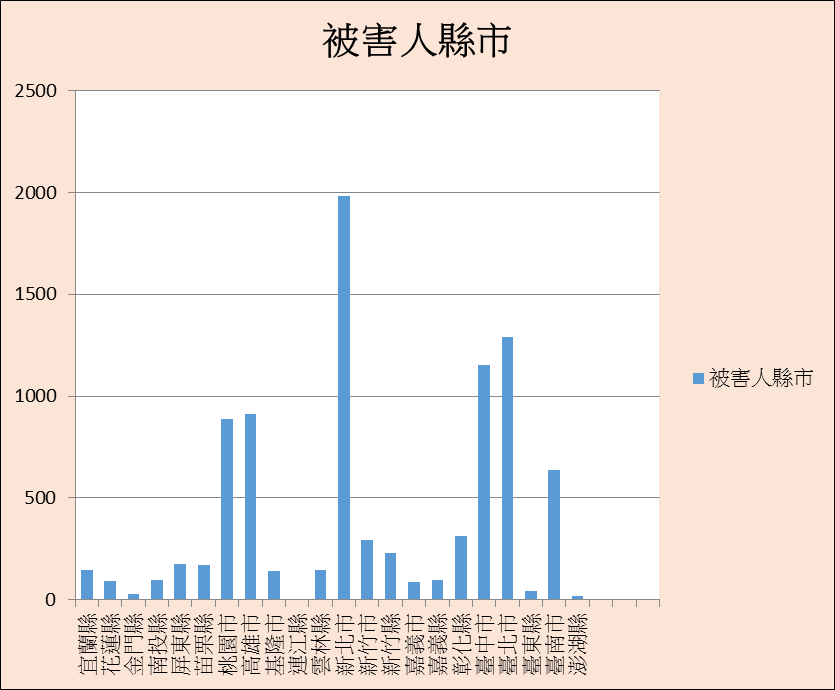 被害人縣市
2500
2000
1500
1000
500
0
宜蘭縣
花蓮縣
金門縣
南投縣
屏東縣
苗栗縣
桃園市
高雄市
基隆市
連江縣
雲林縣
新北市
新竹市
新竹縣
嘉義市
嘉義縣
彰化縣
臺中市
臺北市
臺東縣
臺南市
澎湖縣
被害人縣市